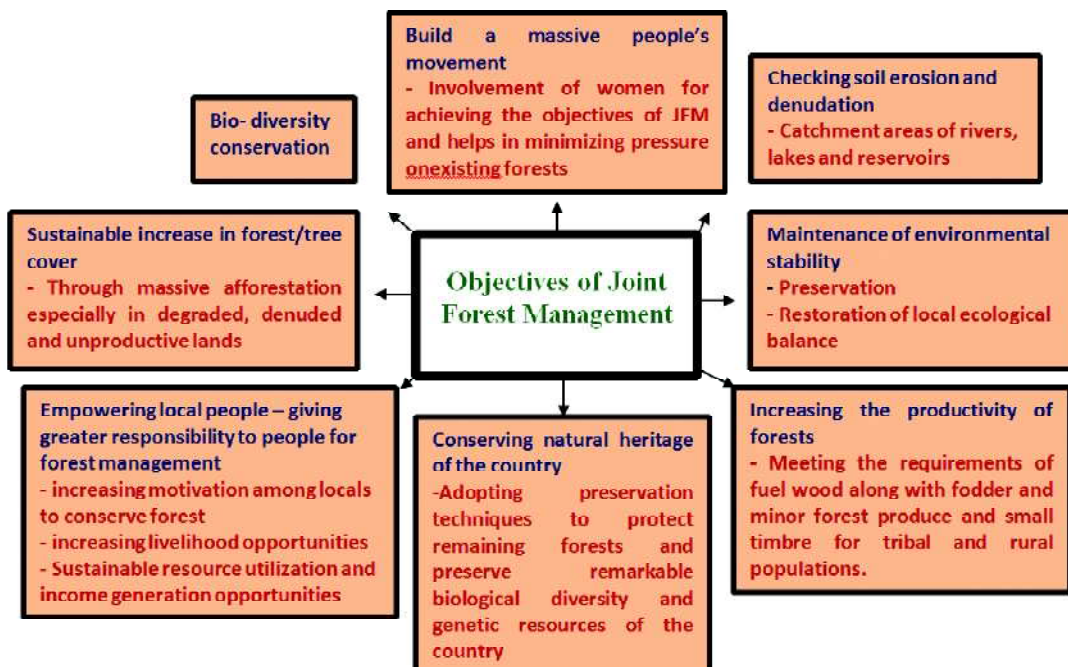 Build a massive people's
movement
- Involvement of women for
achieving the objectives of JFM
and helps in minimizing pressure
onexisting forests
Checking soil erosion and
denudation
- Catchment areas of rivers,
lakes and reservoirs
Bio- diversity
conservation
Sustainable increase in forest/tree
cover
- Through massive afforestation
especially in degraded, denuded
and unproductive lands
Objectives of Joint
Forest Management
Maintenance of environmental
stability
- Preservation
- Restoration of local ecological
balance
Empowering local people – giving
greater responsibility to people for
forest management
- increasing motivation among locals
to conserve forest
- increasing livelihood opportunities
- Sustainable resource utilization and
income generation opportunities
Conserving natural heritage
of the country
-Adopting preservation
techniques to protect
remaining forests and
preserve remarkable
biological diversity and
genetic resources of the
country
Increasing the productivity of
forests
- Meeting the requirements of
fuel wood along with fodder and
minor forest produce and small
timbre for tribal and rural
populations.